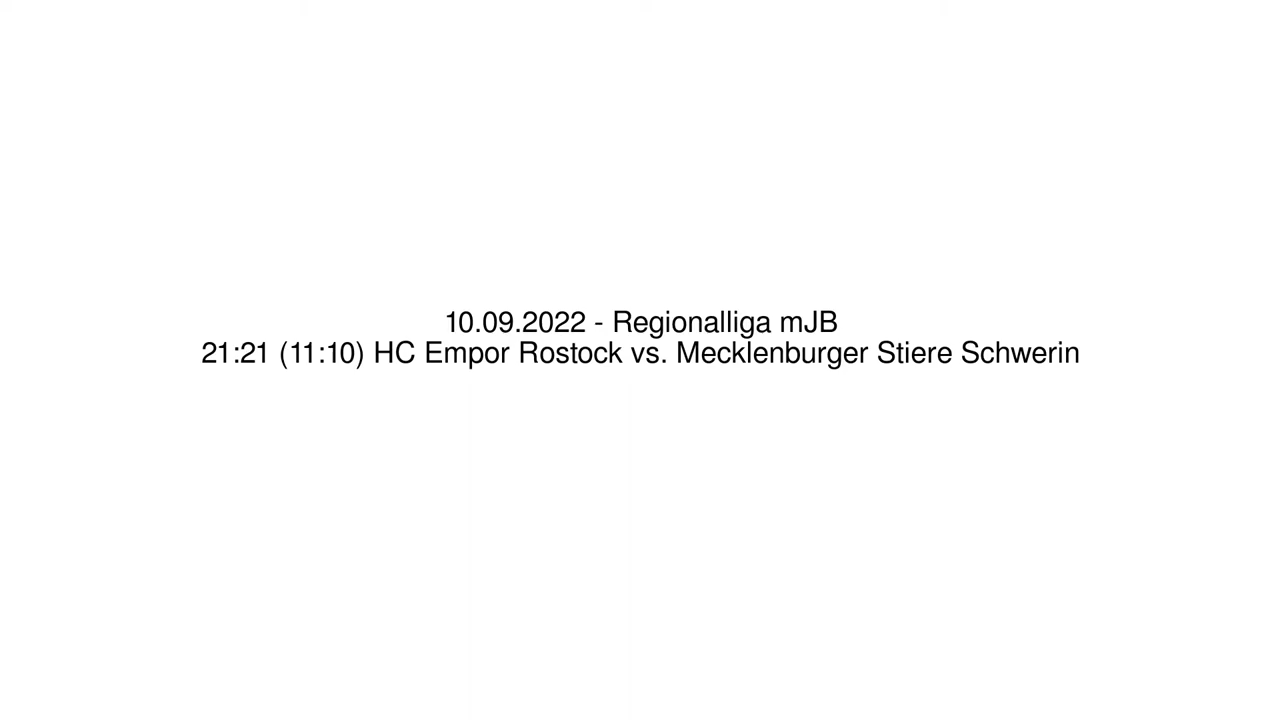 10.09.2022 - Regionalliga mJB
21:21 (11:10) HC Empor Rostock vs. Mecklenburger Stiere Schwerin